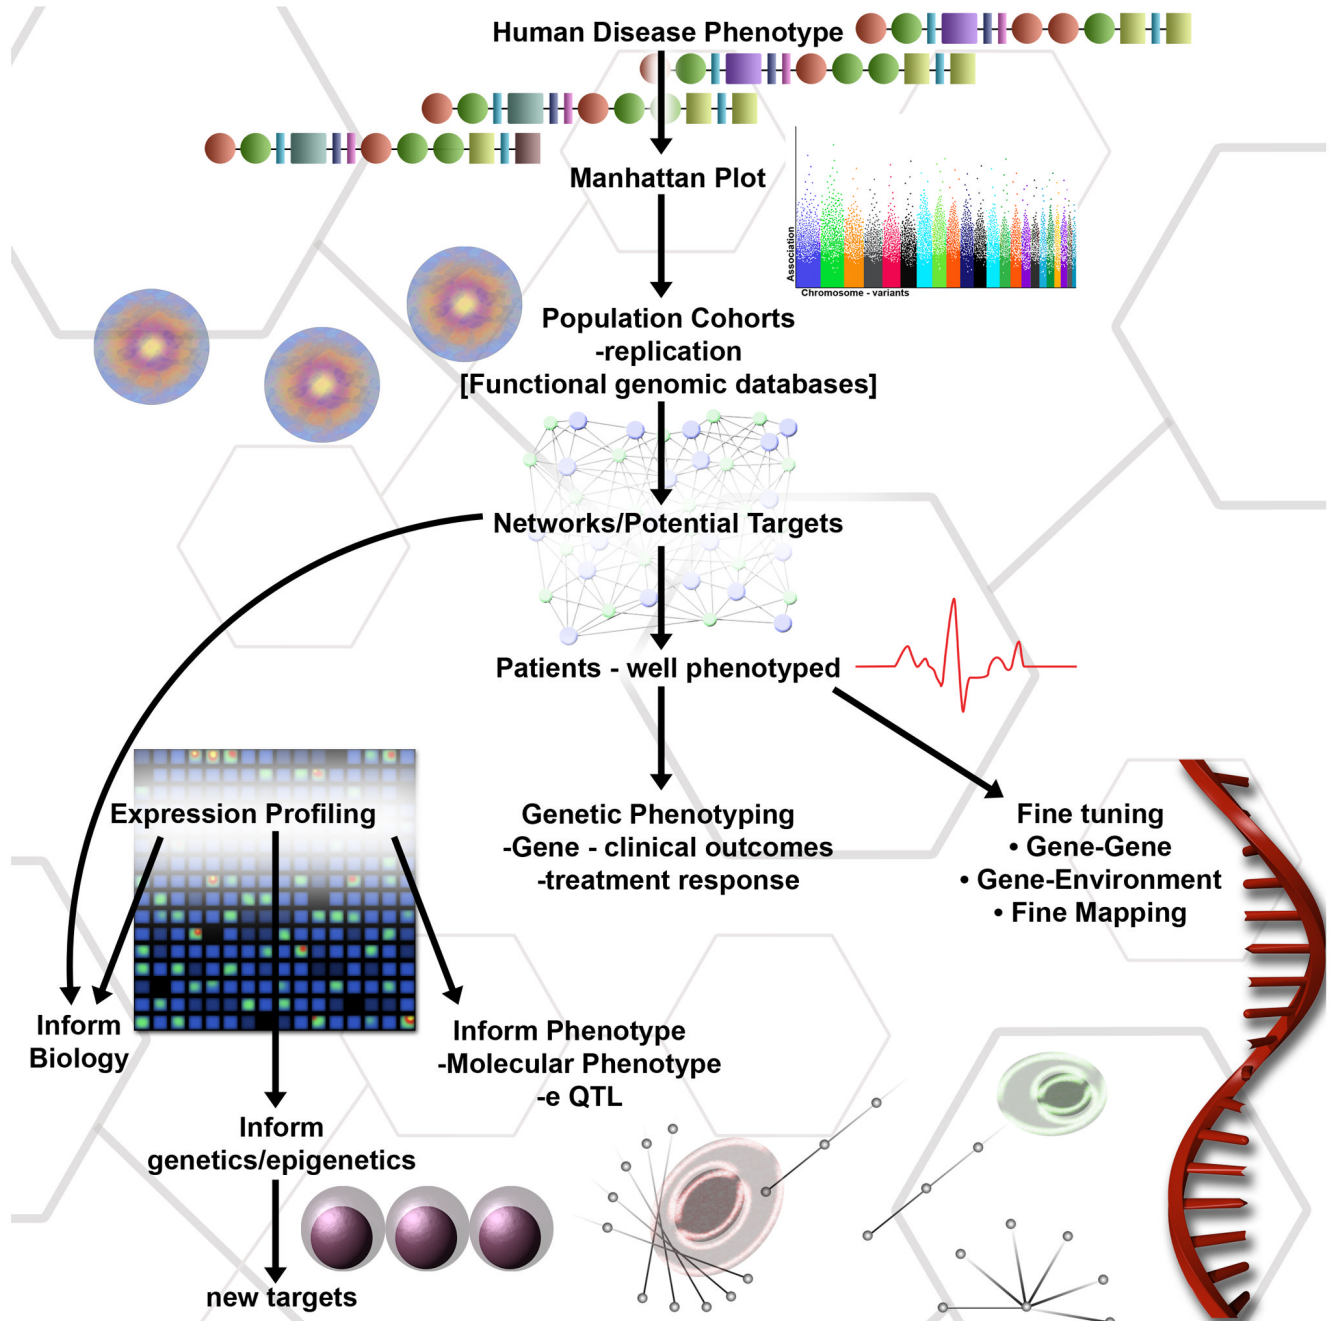 Human Disease Phenotype
Manhattan Plot
Association
Chromosome - variants
Population Cohorts
-replication
[Functional genomic databases]
Networks/Potential Targets
Patients - well phenotyped
Expression Profiling
Genetic Phenotyping
-Gene - clinical outcomes
-treatment response
Fine tuning
• Gene-Gene
• Gene-Environment
• Fine Mapping
Inform
Biology
Inform Phenotype
-Molecular Phenotype
-e QTL
Inform
genetics/epigenetics
new targets